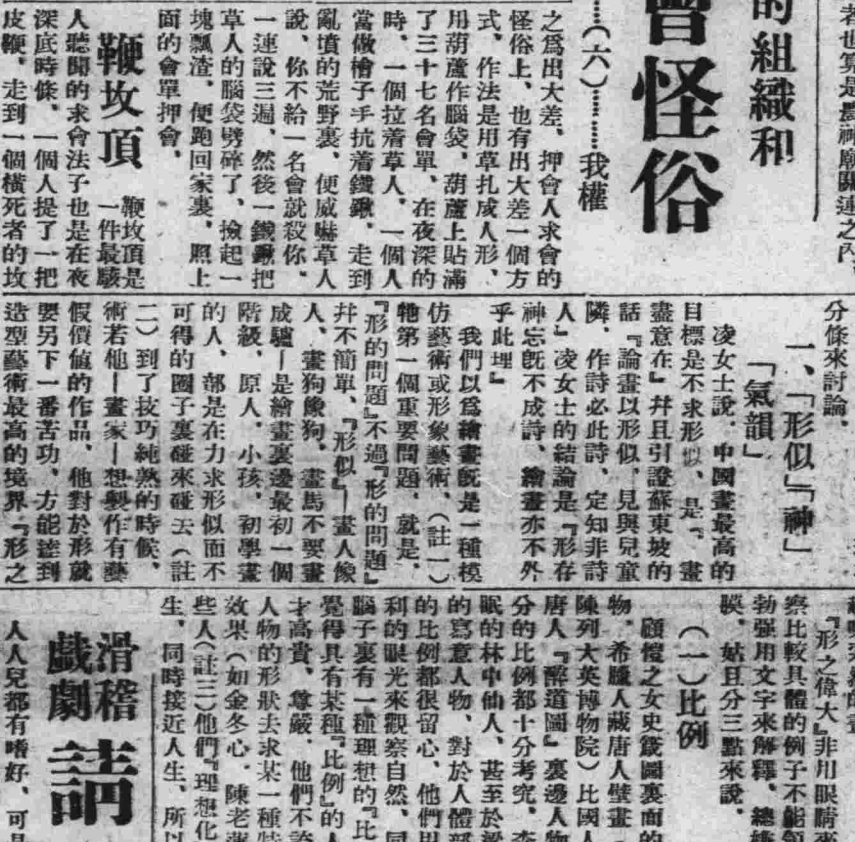 者也算是
廟關連之內、
的組織和
會怪俗
……（六）……我權
之爲出大差、押會人求會的
怪俗上、也有出大差一個方
式、作法是用草扎成人形、
用葫蘆作腦袋、葫蘆上貼滿
了三十七名會單、在夜深的
時、一個拉着草人、一個人
當做檜子手抗着鐵鍬、走到
亂墳的荒野裏、便威嚇草人
說、你不給一名會就殺你、
一連說三遍、然後一鐵鍬把
草人的腦袋劈碎了、撿起一
塊瓢渣、便跑回家裏、照上
面的會單押會、
鞭坟頂
鞭坟頂是
一件最駭
人聽聞的求會法子也是在夜
深底時條、一個人提了一把
皮鞭、走到一個橫死者的坟
分條來討論、
一、「形似」「神」
「氣韻」
凌女士說、中國畫最高的
目標是不求形似、是『畫
盡意在』幷且引證蘇東坡的
話『論畫以形似、見與兒童
隣、作詩必此詩、定知非詩
人』凌女士的結論是『形存
神忘旣不成詩、繪畫亦不外
乎此理』
我們以爲繪畫旣是一種模
仿藝術或形象藝術、（註一）
牠第一個重要問題、就是、
『形的問題』不過『形的問題』
幷不簡單、『形似』—畫人像
人、畫狗像狗、畫馬不要畫
成驢—是繪畫裏邊最初一個
階級、原人、小孩、初學畫
的人、都是在力求形似而不
可得的圈子裏碰來碰去（註
二）到了技巧純熟的時候、
術若他—畫家—想製作有藝
假價値的作品、他對於形就
要另下一番苦功、方能達到
造型藝術最高的境界『形之
『形之偉大』非用眼睛來
察比較具體的例子不能領
勃强用文字來解釋、總嫌
膜、姑且分三點來說、
（一）比例
顧愷之女史箴圖裏面的
物、希臘人藏唐人壁畫（
陳列大英博物院）比國人
唐人『醉道圖』裏邊人物
分的比例都十分考究、李
眠的林中仙人、甚至於梁
的寫意人物、對於人體部
的比例都很留心、他們用
利的眼光來觀察自然、同
腦子裏有一種理想的『比
覺得具有某種『比例』的人
才高貴、尊嚴、他們不
人物的形狀去求某一種特
效果（如金冬心、陳老蓮
些人（註三）他們『理想化
生、同時接近人生、所以
滑稽
戲劇
請
人人兒都有嗜好、可是